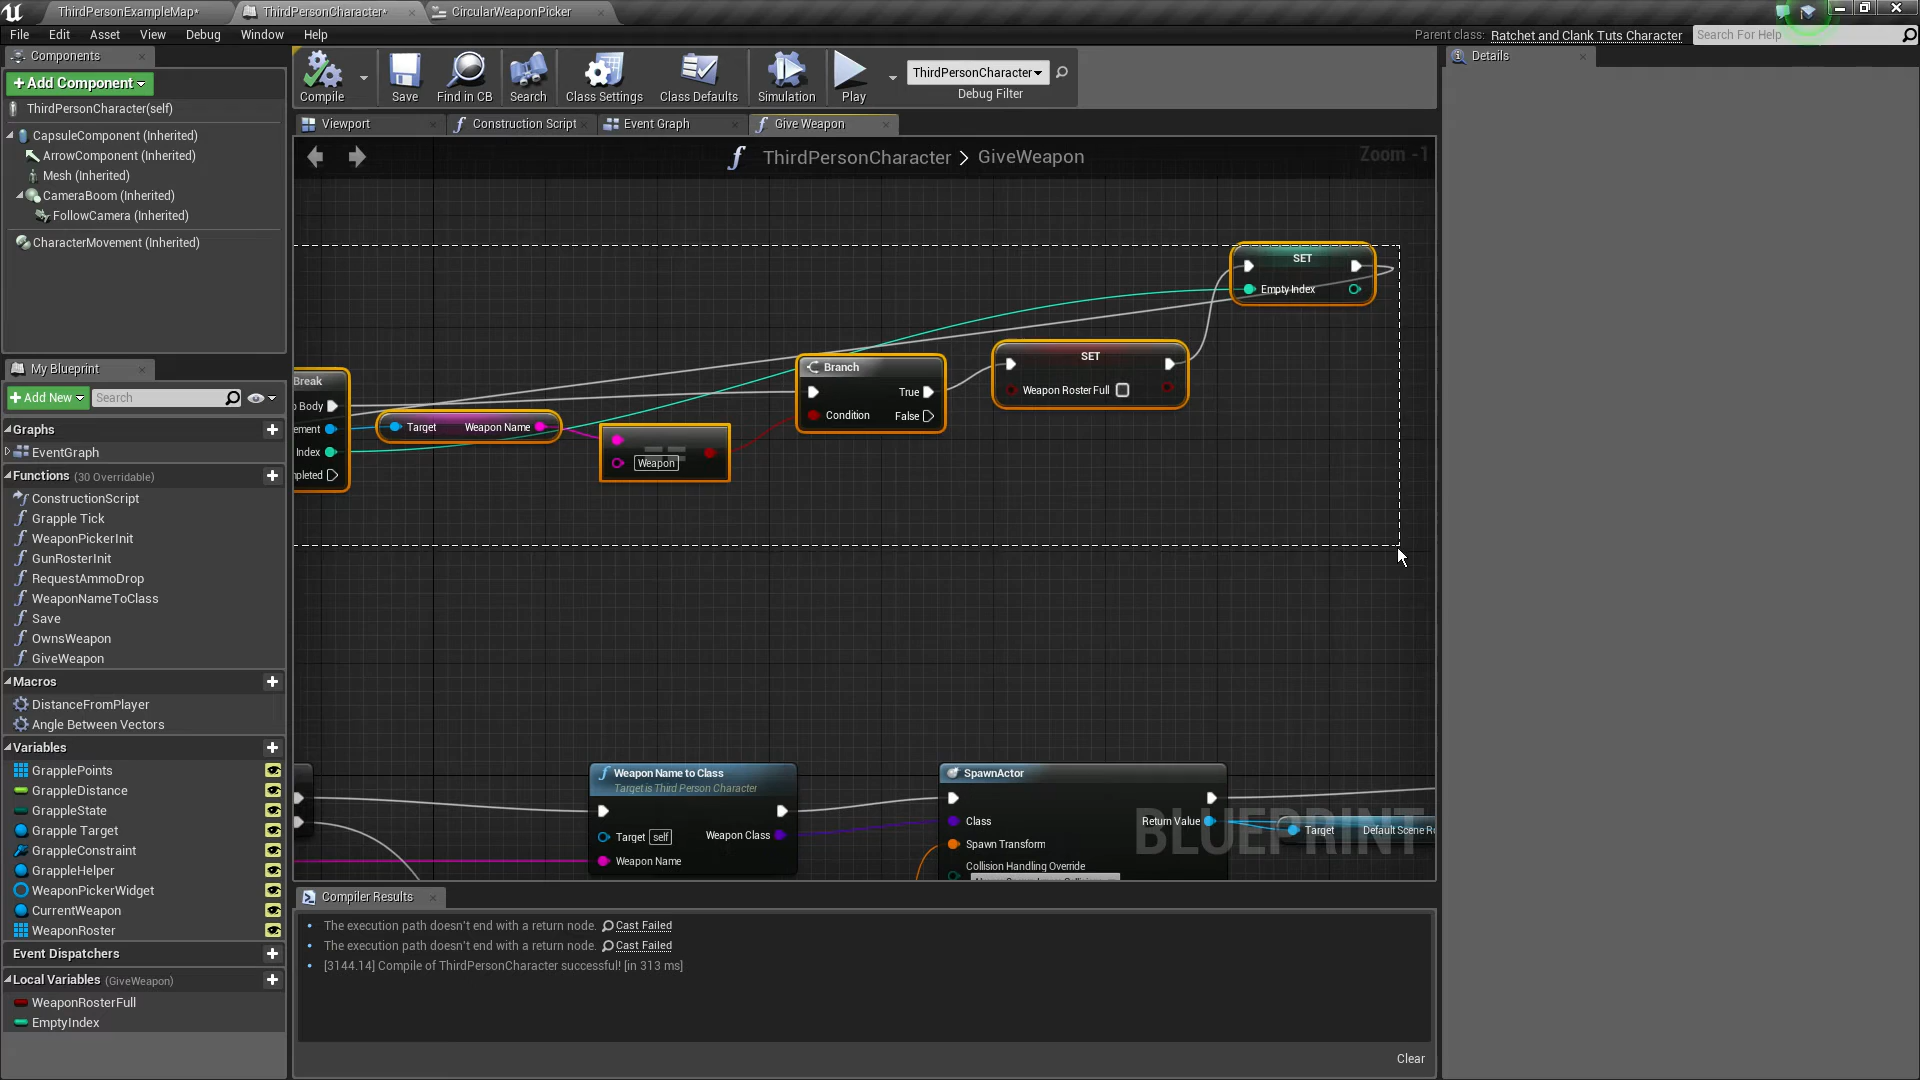 ThirdPersonExampleMap*
ThirdPersonCharacter*
CircularWeaponPicker
File Edit Asset View Debug Window Help
Parent class: Ratchet and Clank Tuts Character
Search For Help
Components
+ Add Component
ThirdPersonCharacter(self)
CapsuleComponent (Inherited)
ArrowComponent (Inherited)
Mesh (Inherited)
CameraBoom (Inherited)
FollowCamera (Inherited)
CharacterMovement (Inherited)
Compile
Save
Find in CB
Search
Class Settings
Class Defaults
Simulation
Play
ThirdPersonCharacter
Debug Filter
Details
Viewport
Construction Script
Event Graph
Give Weapon
ThirdPersonCharacter > GiveWeapon
Zoom -1
My Blueprint
+ Add New
Search
Graphs
EventGraph
Functions (30 Overridable)
ConstructionScript
Grapple Tick
WeaponPickerInit
GunRosterInit
RequestAmmoDrop
WeaponNameToClass
Save
OwnsWeapon
GiveWeapon
Macros
DistanceFromPlayer
Angle Between Vectors
Variables
GrapplePoints
GrappleDistance
GrappleState
Grapple Target
GrappleConstraint
GrappleHelper
WeaponPickerWidget
CurrentWeapon
WeaponRoster
Event Dispatchers
Local Variables (GiveWeapon)
WeaponRosterFull
EmptyIndex
SET
Empty Index
SET
Weapon Roster Full
Branch
True
Condition
False
Break
p Body
ement
Index
npleted
Target Weapon Name
==
Weapon
Weapon Name to Class
Target is Third Person Character
Target self
Weapon Class
Weapon Name
SpawnActor
Class
Return Value
Spawn Transform
Collision Handling Override
Target Default Scene Ro
BLUEPRINT
Compiler Results
The execution path doesn't end with a return node. Cast Failed
The execution path doesn't end with a return node. Cast Failed
[3144.14] Compile of ThirdPersonCharacter successful! [in 313 ms]
Clear